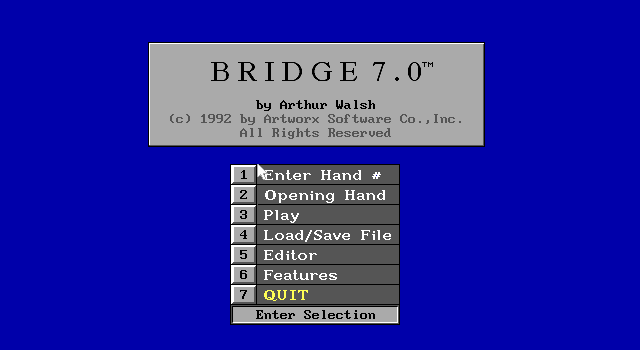 BRIDGE 7.0™
by Arthur Walsh
(c) 1992 by Artworx Software Co.,Inc.
All Rights Reserved
1 Enter Hand #
2 Opening Hand
3 Play
4 Load/Save File
5 Editor
6 Features
7 QUIT
Enter Selection